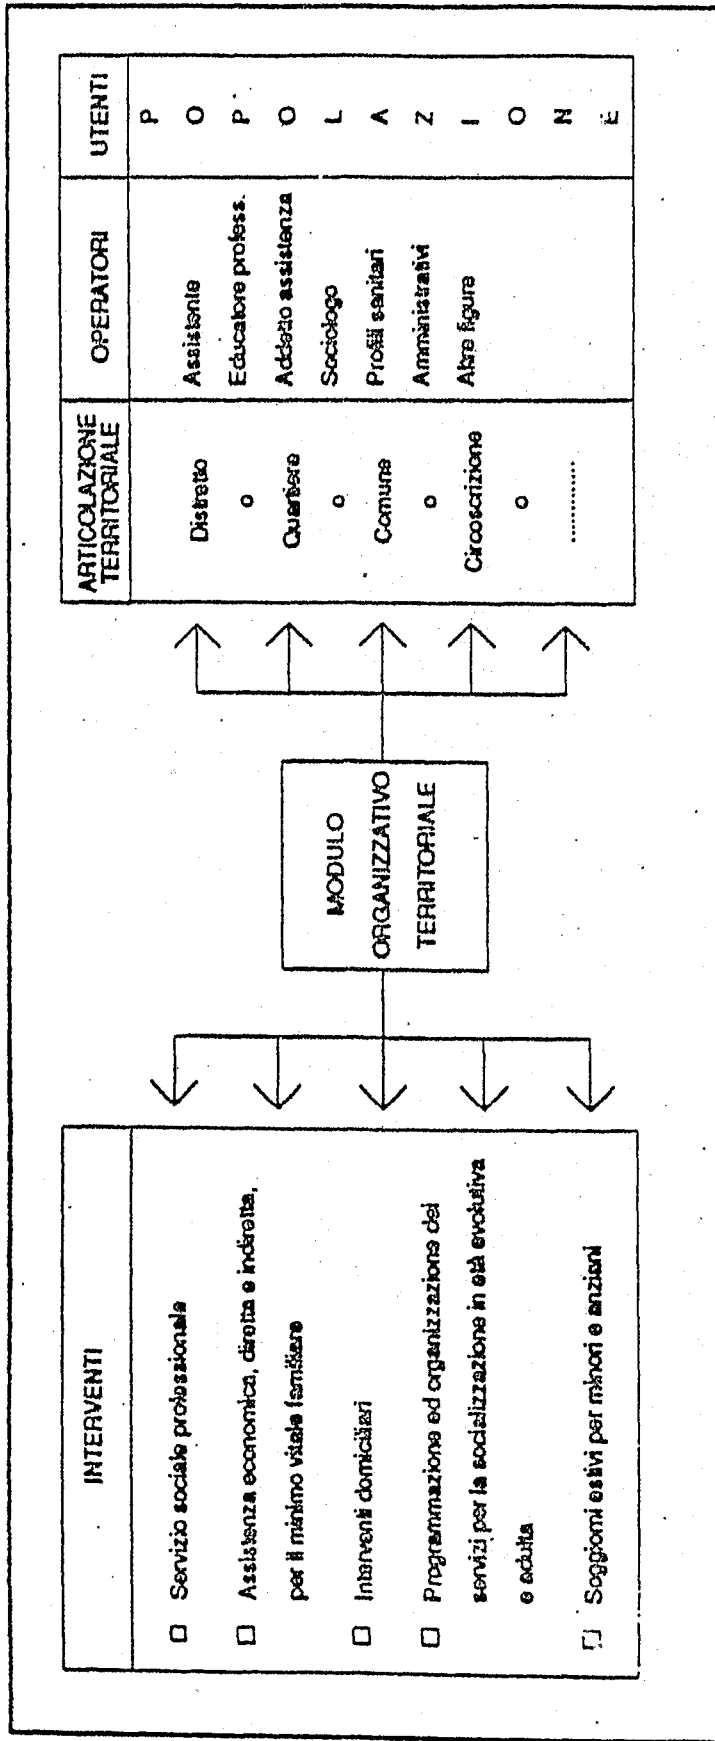 INTERVENTI
☐ Servizio sociale professionale
☐ Assistenza economica, diretta e indiretta,
per il minimo vitale familiare
☐ Interventi domiciliari
☐ Programmazione ed organizzazione dei
servizi per la socializzazione in età evolutiva
e adulta
☐ Soggiorni estivi per minori e anziani
MODULO
ORGANIZZATIVO
TERRITORIALE
ARTICOLAZIONE
TERRITORIALE
Distretto
o
Quartiere
o
Comune
o
Circoscrizione
o
............
OPERATORI
Assistente
Educatore profess.
Addetto assistenza
Sociologo
Profili sanitari
Amministrativi
Altre figure
UTENTI
P
O
P
O
L
A
Z
I
O
N
E